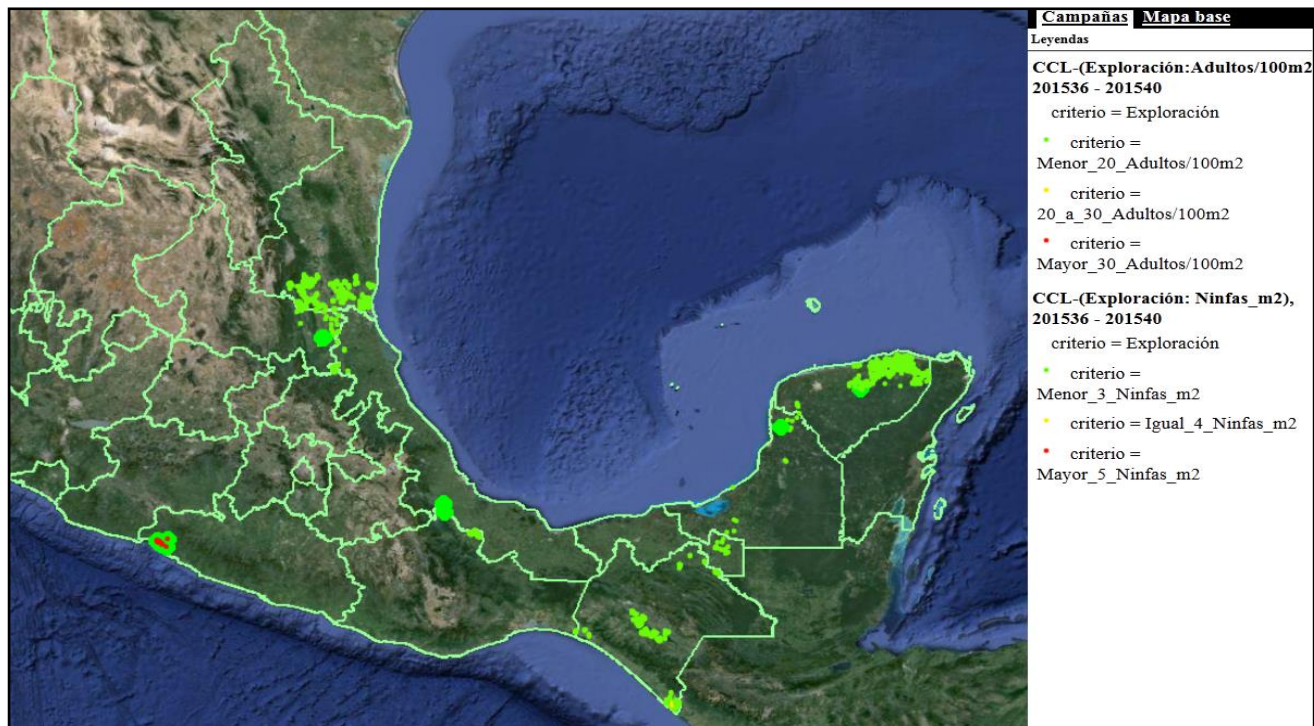 Campañas Mapa base
Leyendas
CCL-(Exploración:Adultos/100m2
201536 - 201540
criterio = Exploración
criterio =
Menor_20_Adultos/100m2
criterio =
20_a_30_Adultos/100m2
criterio =
Mayor_30_Adultos/100m2
CCL-(Exploración: Ninfas_m2),
201536 - 201540
criterio = Exploración
criterio =
Menor_3_Ninfas_m2
criterio = Igual_4_Ninfas_m2
criterio =
Mayor_5_Ninfas_m2